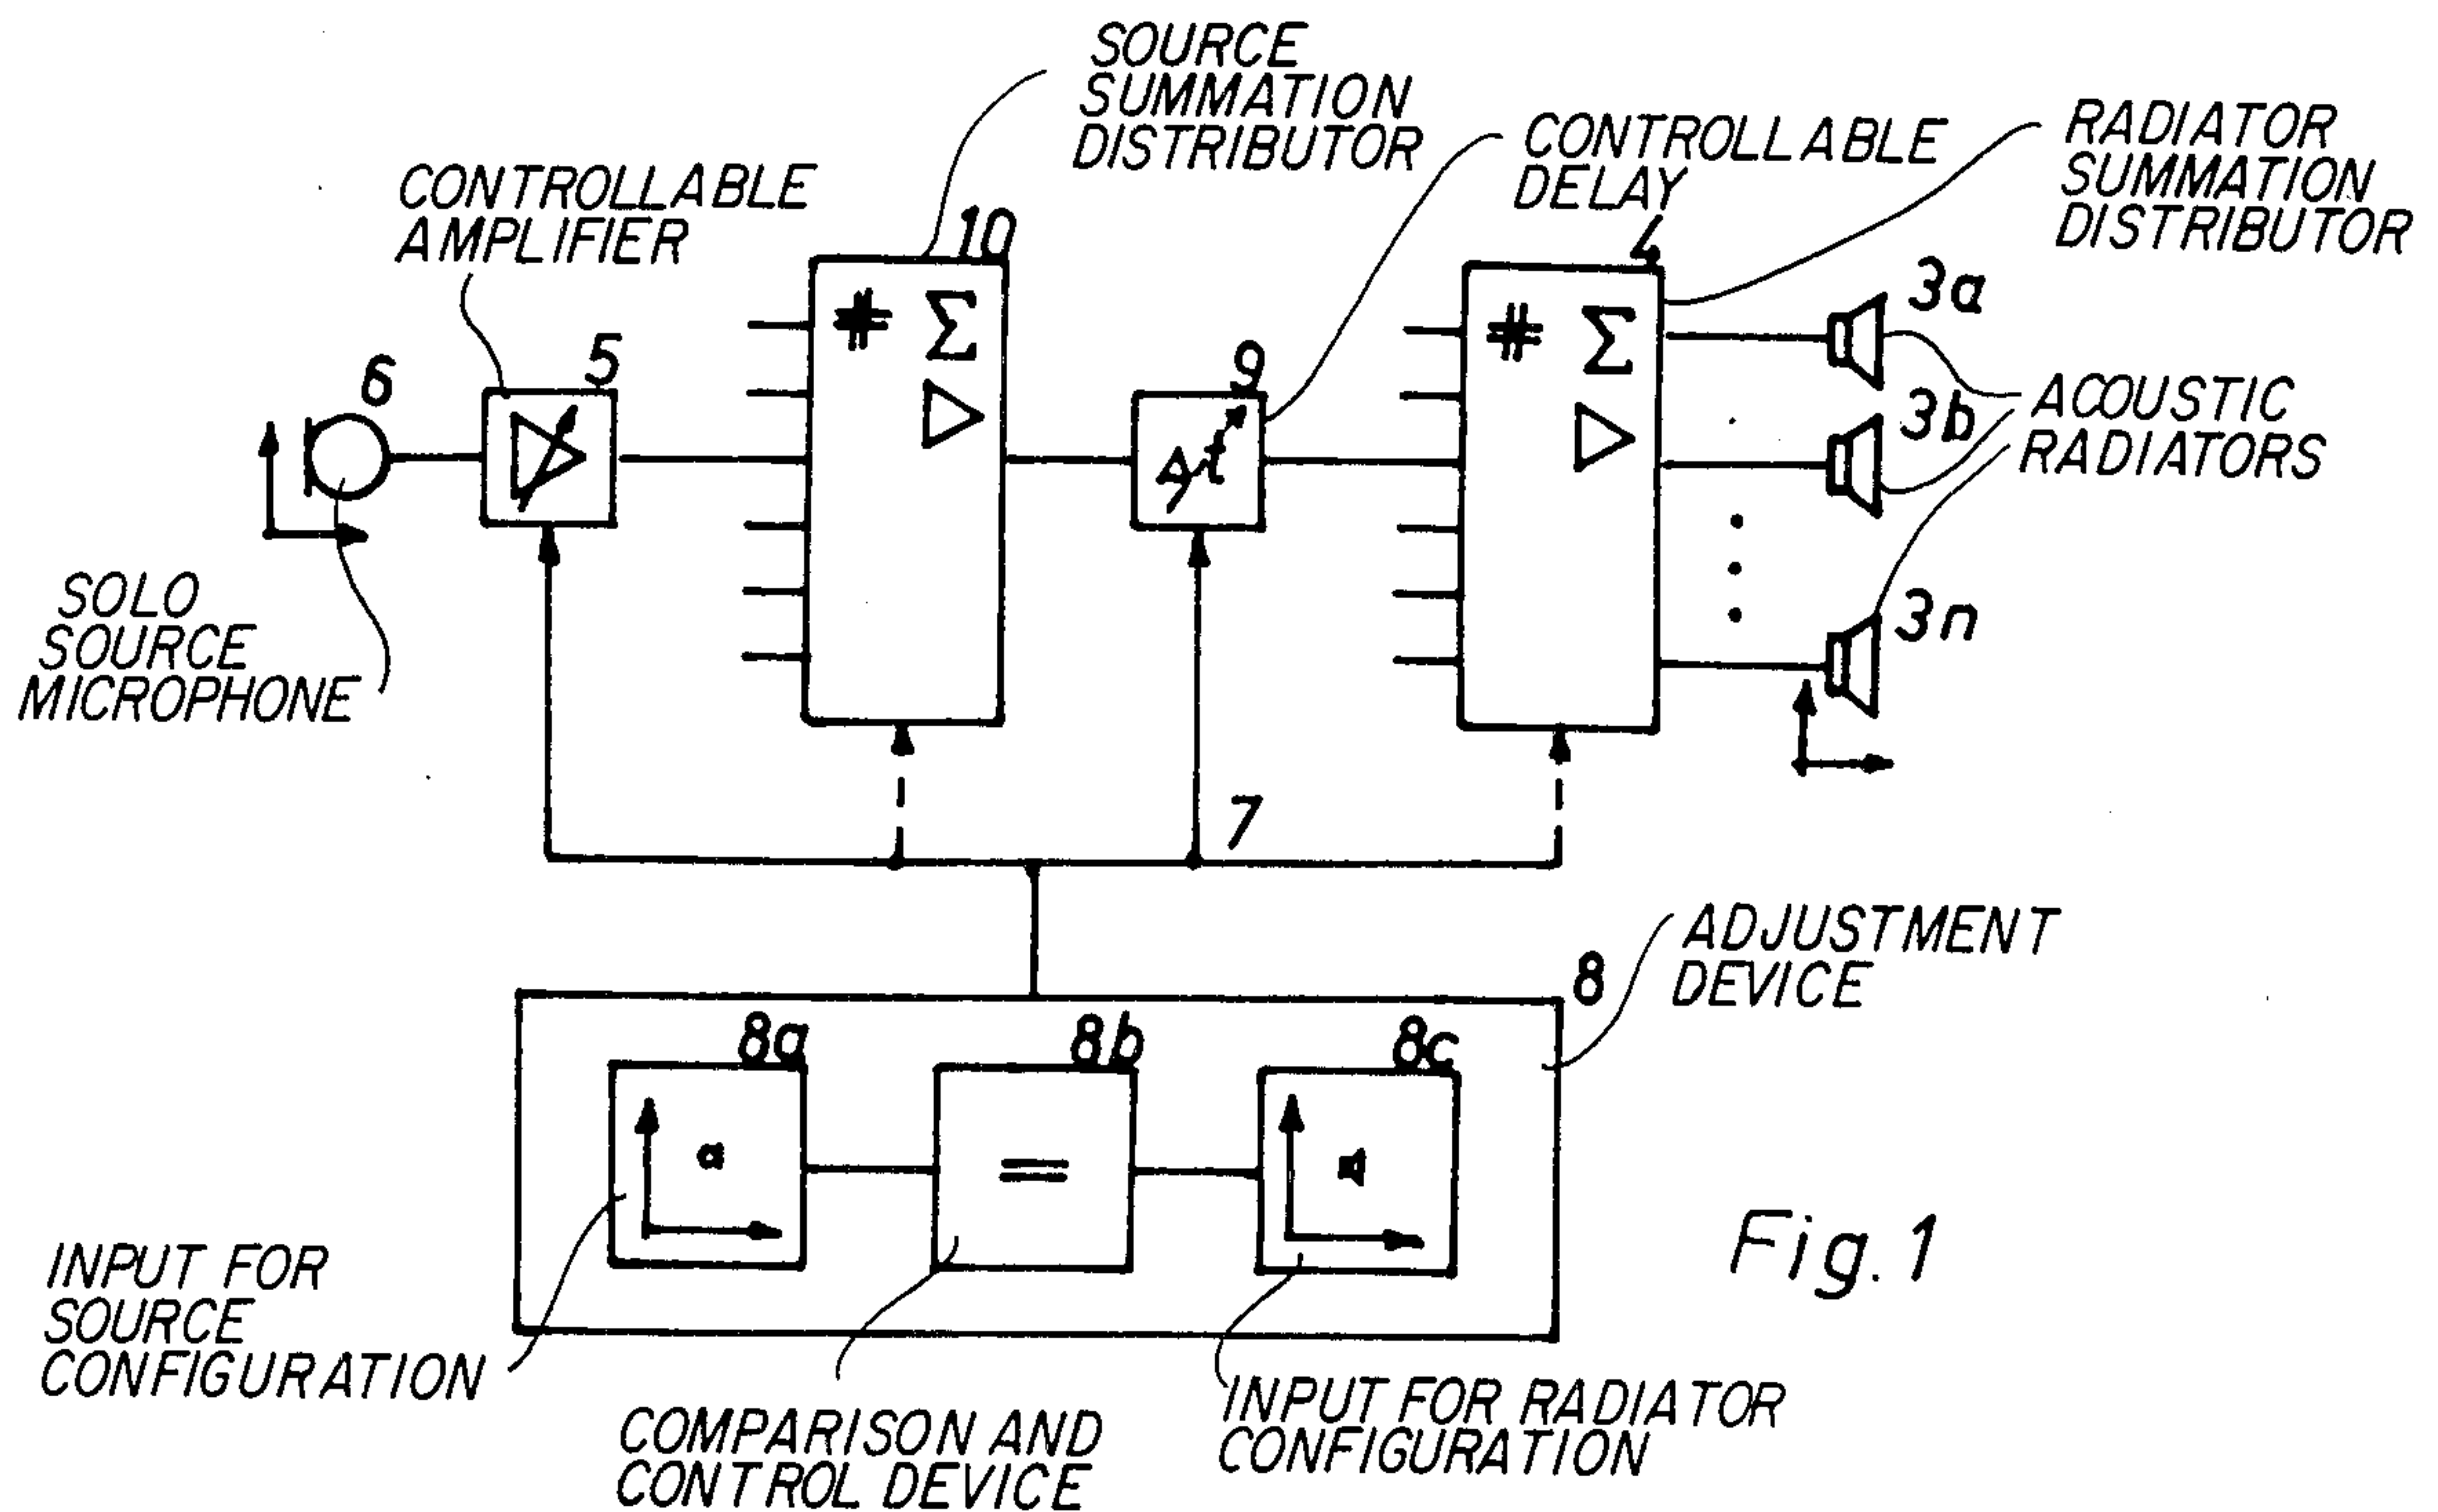 SOURCE
SUMMATION
DISTRIBUTOR
CONTROLLABLE
DELAY
RADIATOR
SUMMATION
DISTRIBUTOR
CONTROLLABLE
AMPLIFIER
10
4
# Σ
# Σ
3a
6
5
9
Δt
3b
ACOUSTIC
RADIATORS
3n
SOLO
SOURCE
MICROPHONE
7
ADJUSTMENT
DEVICE
8
8a
8b
8c
=
Fig. 1
INPUT FOR
SOURCE
CONFIGURATION
COMPARISON AND
CONTROL DEVICE
INPUT FOR RADIATOR
CONFIGURATION